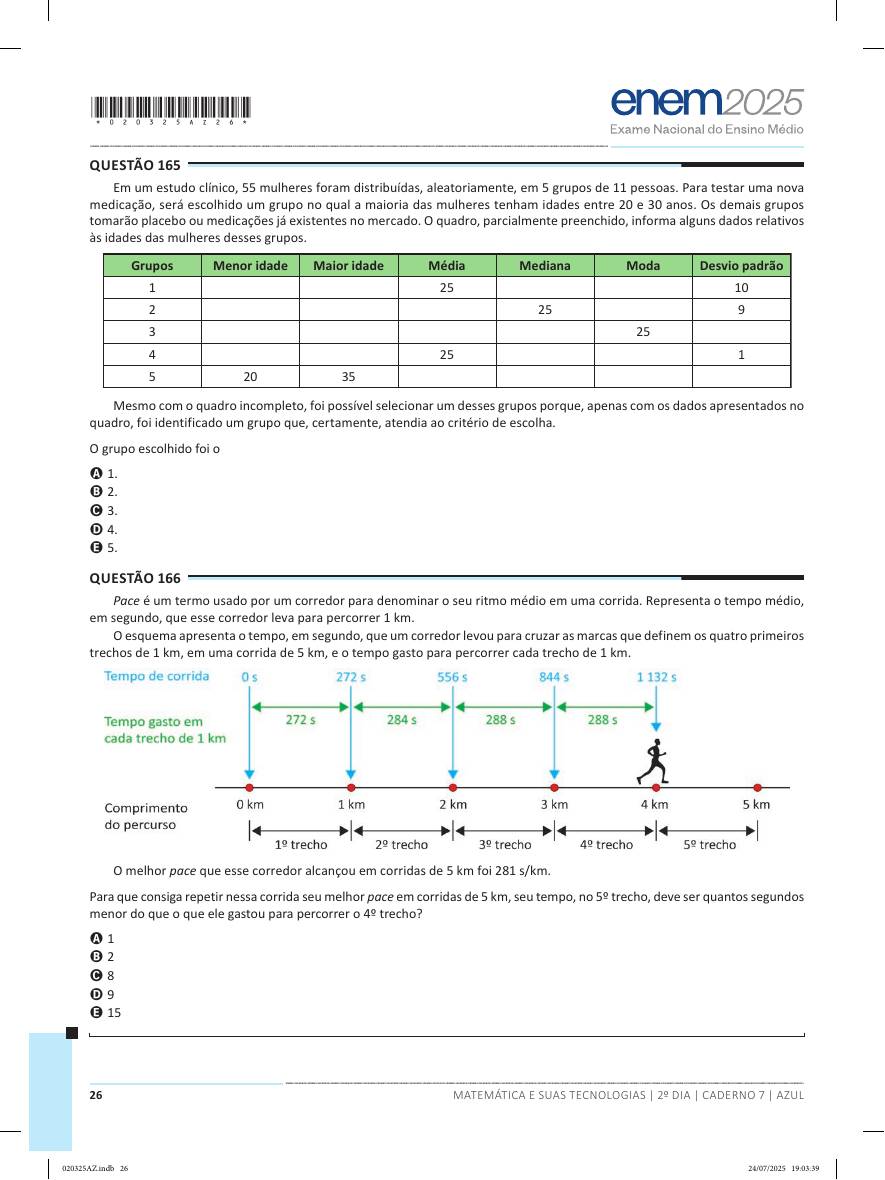 *020325AZ26*
enem2025
Exame Nacional do Ensino Médio
QUESTÃO 165
Em um estudo clínico, 55 mulheres foram distribuídas, aleatoriamente, em 5 grupos de 11 pessoas. Para testar uma nova
medicação, será escolhido um grupo no qual a maioria das mulheres tenham idades entre 20 e 30 anos. Os demais grupos
tomarão placebo ou medicações já existentes no mercado. O quadro, parcialmente preenchido, informa alguns dados relativos
às idades das mulheres desses grupos.
Grupos Menor idade Maior idade Média Mediana Moda Desvio padrão
1 25 10
2 25 9
3 25
4 25 1
5 20 35
Mesmo com o quadro incompleto, foi possível selecionar um desses grupos porque, apenas com os dados apresentados no
quadro, foi identificado um grupo que, certamente, atendia ao critério de escolha.
O grupo escolhido foi o
A 1.
B 2.
C 3.
D 4.
E 5.
QUESTÃO 166
Pace é um termo usado por um corredor para denominar o seu ritmo médio em uma corrida. Representa o tempo médio,
em segundo, que esse corredor leva para percorrer 1 km.
O esquema apresenta o tempo, em segundo, que um corredor levou para cruzar as marcas que definem os quatro primeiros
trechos de 1 km, em uma corrida de 5 km, e o tempo gasto para percorrer cada trecho de 1 km.
Tempo de corrida 0 s 272 s 556 s 844 s 1 132 s
Tempo gasto em
cada trecho de 1 km
272 s 284 s 288 s 288 s
Comprimento
do percurso
0 km 1 km 2 km 3 km 4 km 5 km
1º trecho 2º trecho 3º trecho 4º trecho 5º trecho
O melhor pace que esse corredor alcançou em corridas de 5 km foi 281 s/km.
Para que consiga repetir nessa corrida seu melhor pace em corridas de 5 km, seu tempo, no 5º trecho, deve ser quantos segundos
menor do que o que ele gastou para percorrer o 4º trecho?
A 1
B 2
C 8
D 9
E 15
26
MATEMÁTICA E SUAS TECNOLOGIAS | 2º DIA | CADERNO 7 | AZUL
020325AZ.indb 26
24/07/2025 19:03:39